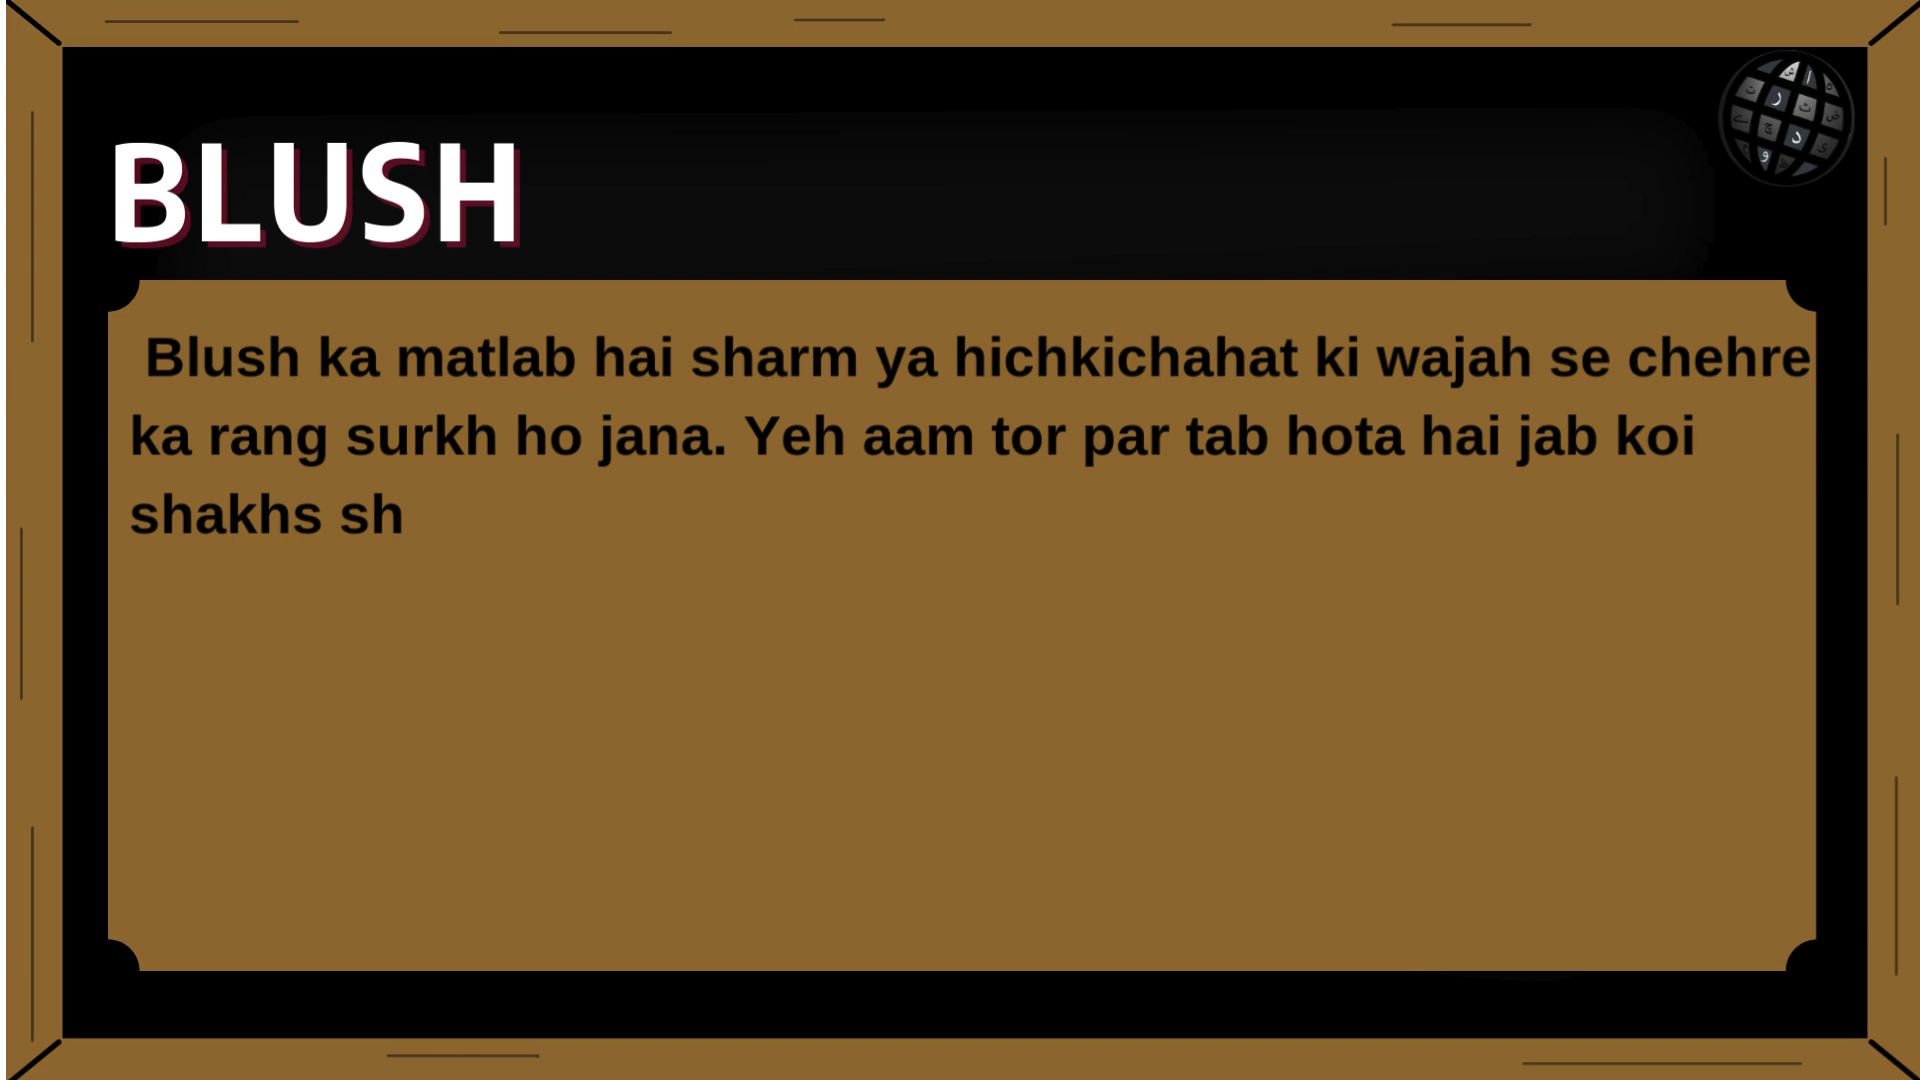 BLUSH
Blush ka matlab hai sharm ya hichkichahat ki wajah se chehre
ka rang surkh ho jana. Yeh aam tor par tab hota hai jab koi
shakhs sh